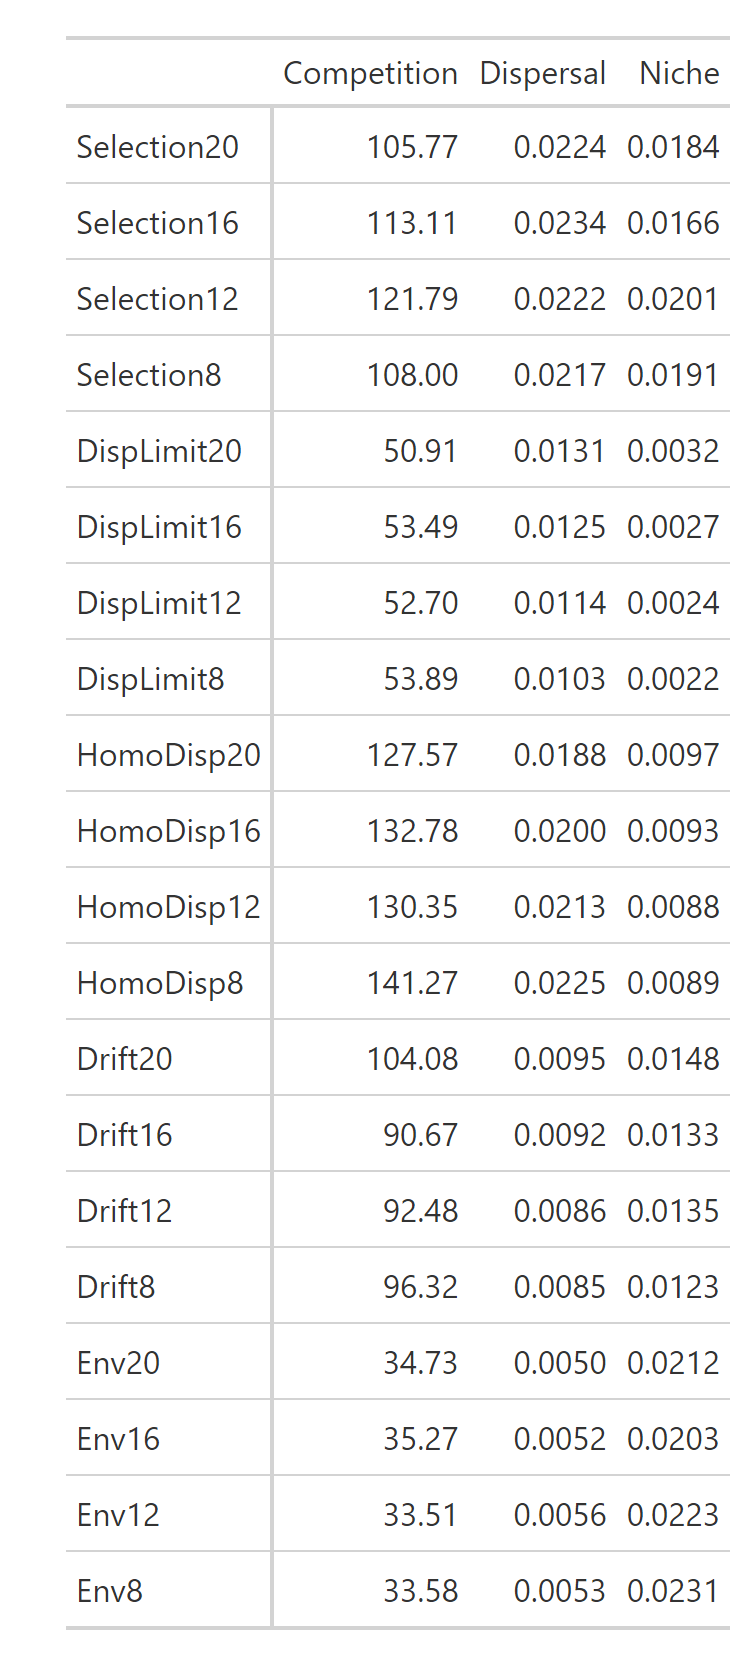 Competition Dispersal Niche
Selection20 105.77 0.0224 0.0184
Selection16 113.11 0.0234 0.0166
Selection12 121.79 0.0222 0.0201
Selection8 108.00 0.0217 0.0191
DispLimit20 50.91 0.0131 0.0032
DispLimit16 53.49 0.0125 0.0027
DispLimit12 52.70 0.0114 0.0024
DispLimit8 53.89 0.0103 0.0022
HomoDisp20 127.57 0.0188 0.0097
HomoDisp16 132.78 0.0200 0.0093
HomoDisp12 130.35 0.0213 0.0088
HomoDisp8 141.27 0.0225 0.0089
Drift20 104.08 0.0095 0.0148
Drift16 90.67 0.0092 0.0133
Drift12 92.48 0.0086 0.0135
Drift8 96.32 0.0085 0.0123
Env20 34.73 0.0050 0.0212
Env16 35.27 0.0052 0.0203
Env12 33.51 0.0056 0.0223
Env8 33.58 0.0053 0.0231